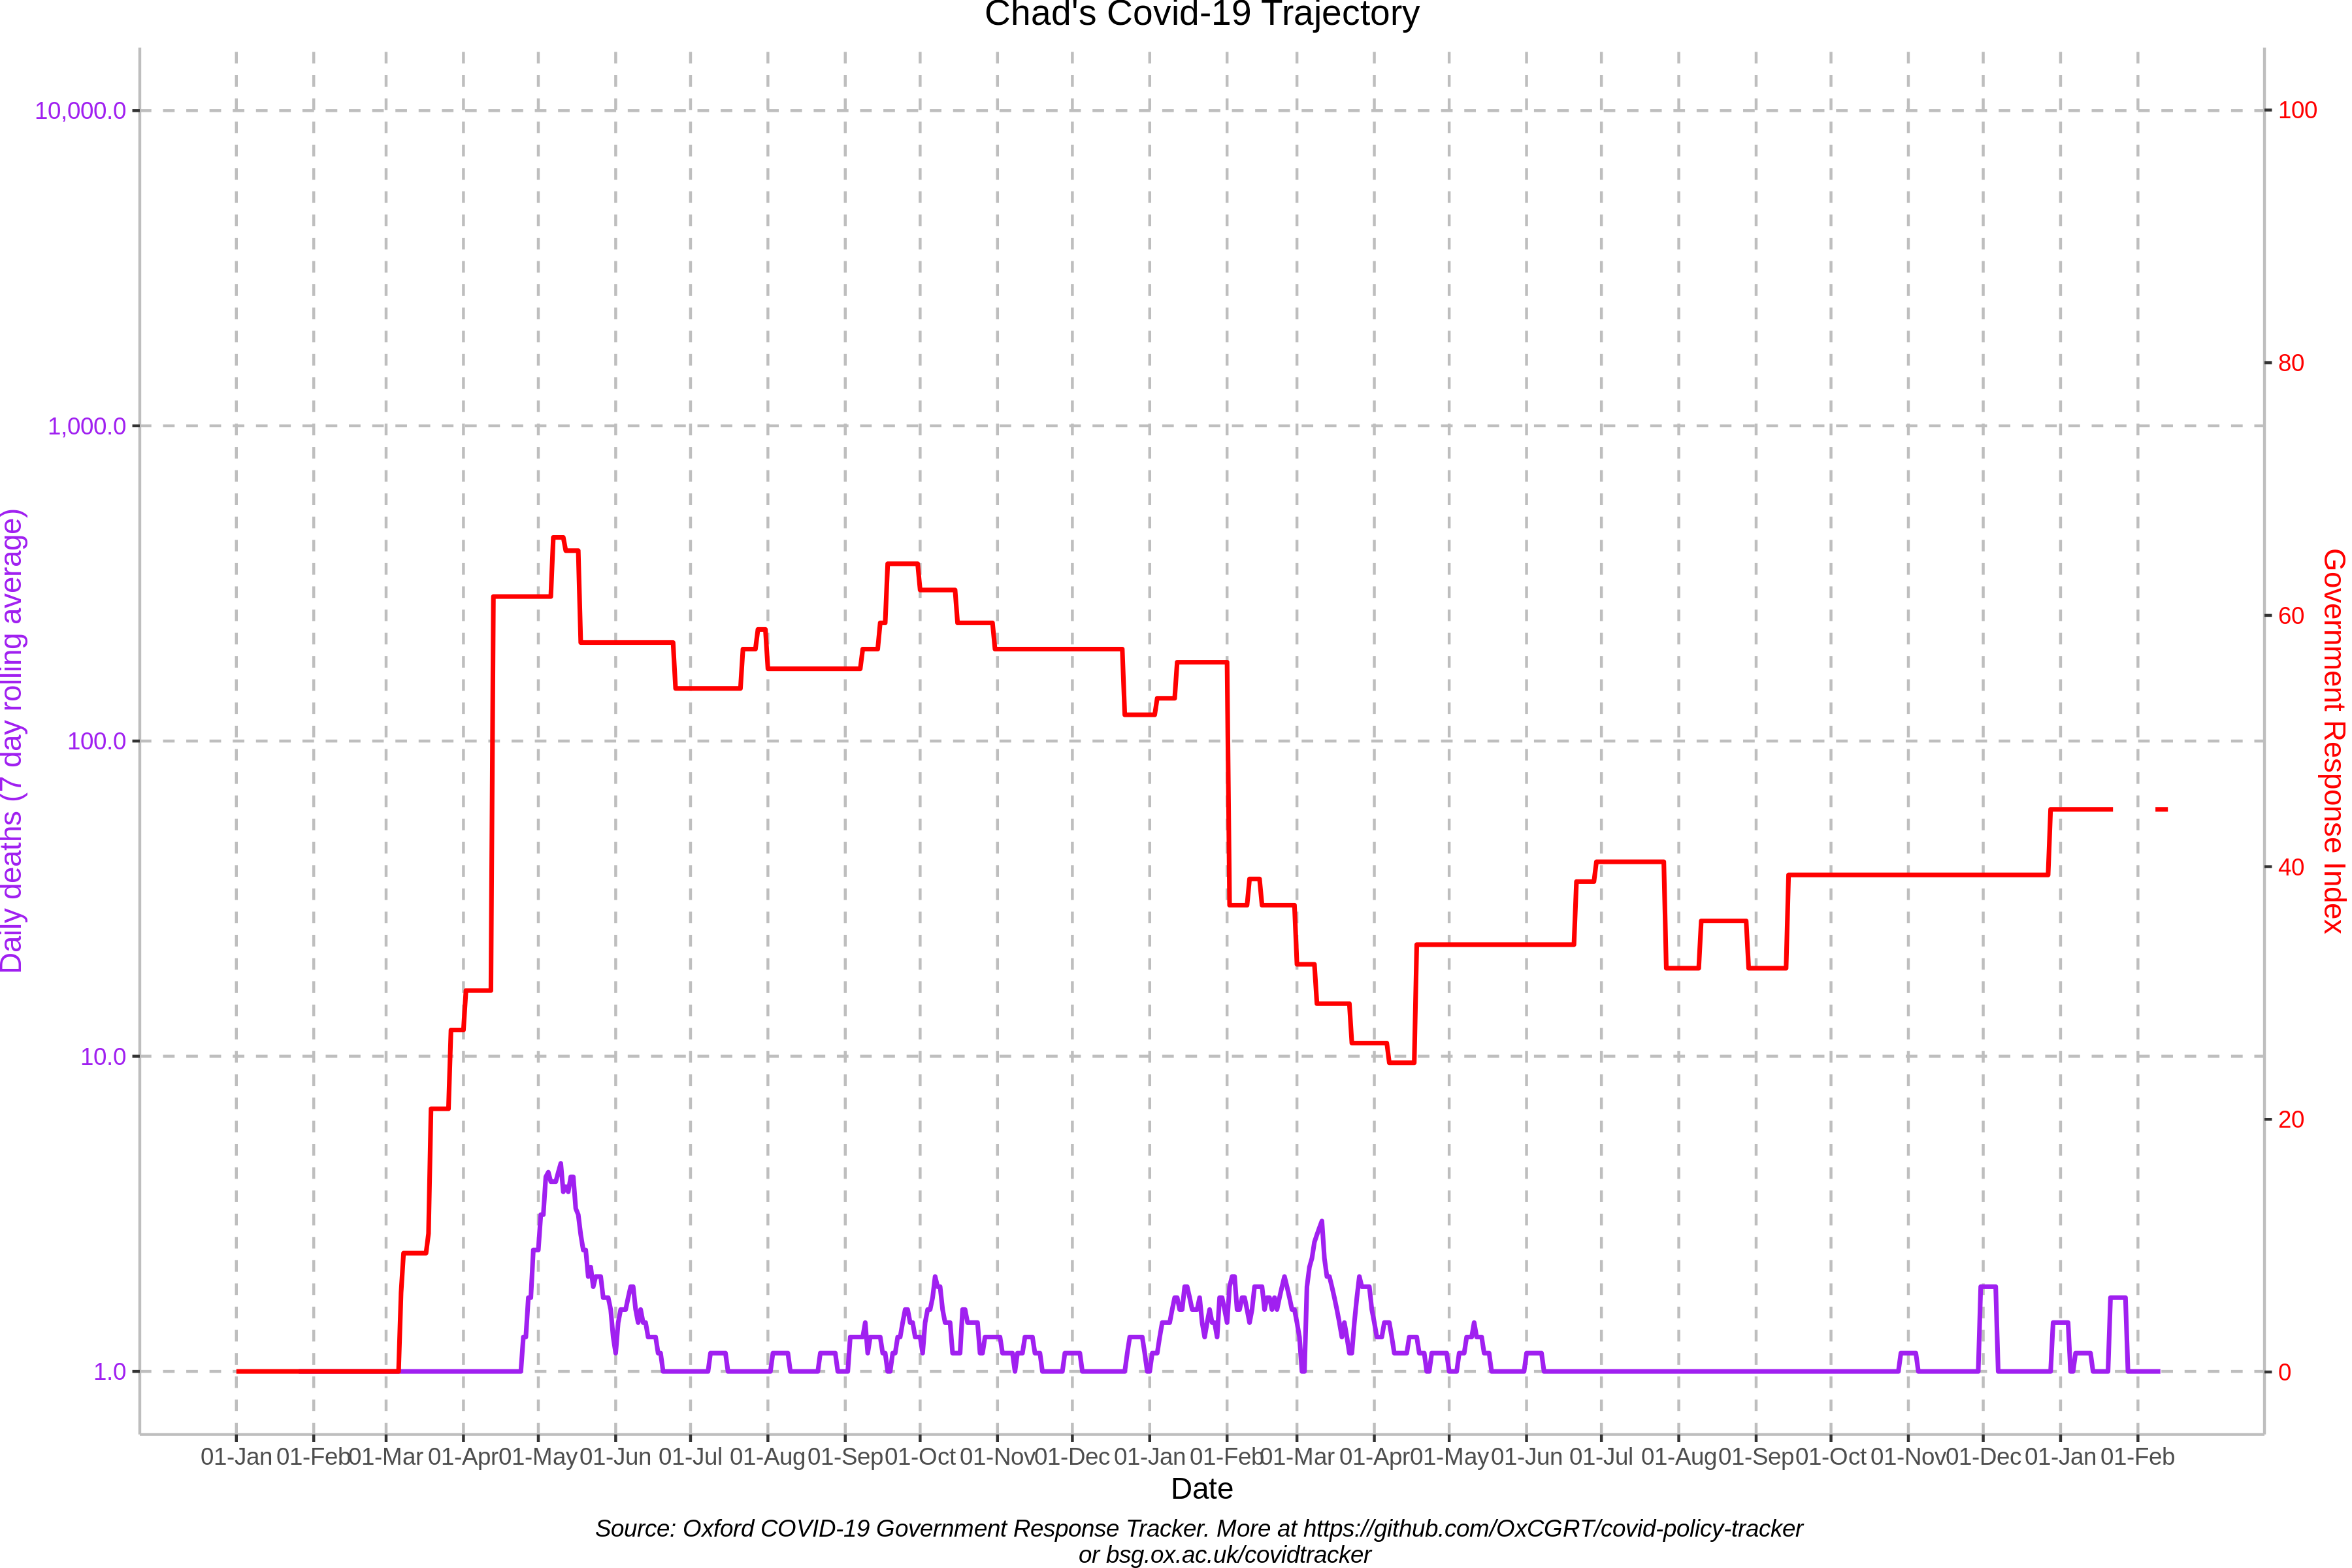 Chad's Covid-19 Trajectory
10,000.0
1,000.0
100.0
10.0
1.0
Daily deaths (7 day rolling average)
100
80
60
40
20
0
Government Response Index
01-Jan 01-Feb 01-Mar 01-Apr 01-May 01-Jun 01-Jul 01-Aug 01-Sep 01-Oct 01-Nov 01-Dec 01-Jan 01-Feb 01-Mar 01-Apr 01-May 01-Jun 01-Jul 01-Aug 01-Sep 01-Oct 01-Nov 01-Dec 01-Jan 01-Feb
Date
Source: Oxford COVID-19 Government Response Tracker. More at https://github.com/OxCGRT/covid-policy-tracker
or bsg.ox.ac.uk/covidtracker